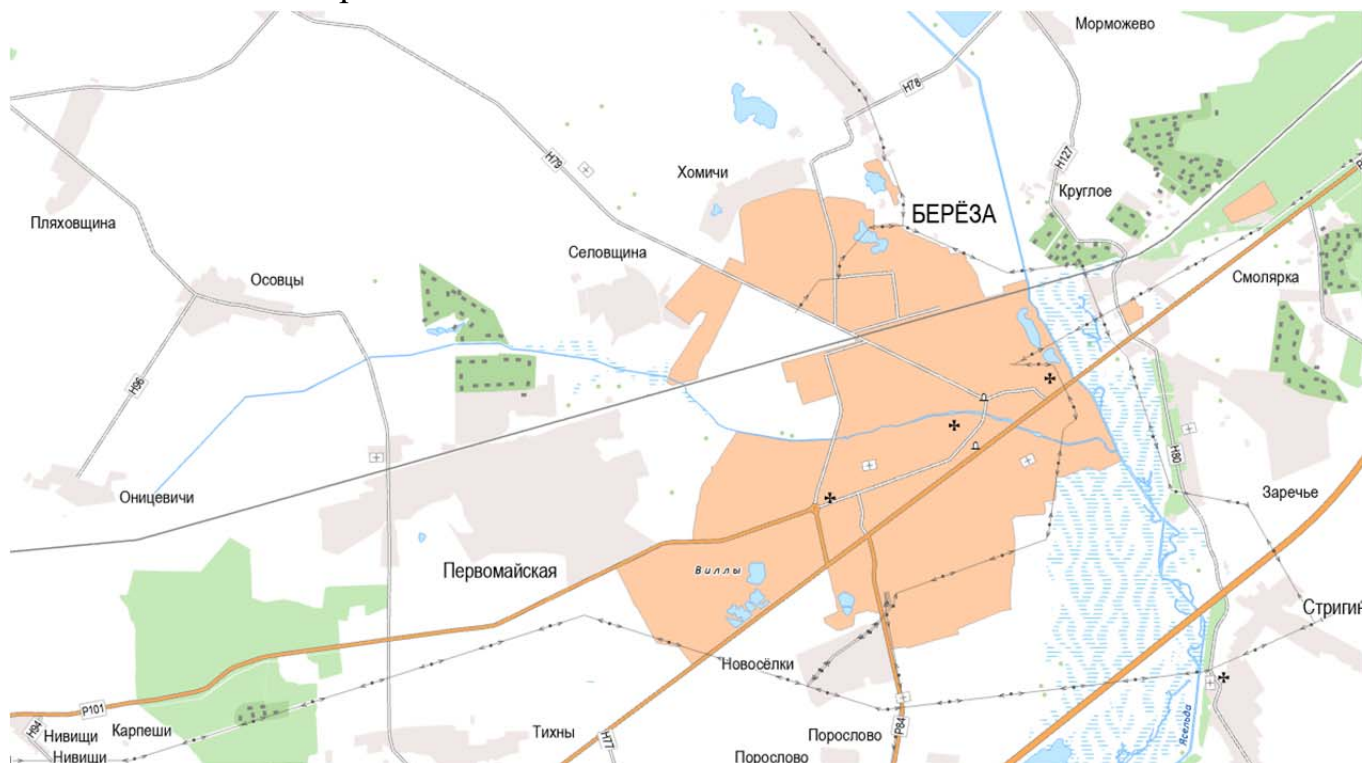 Морможево
Н78
Н79
Хомичи
Н127
Круглое
Р
Пляховщина
БЕРЁЗА
Селовщина
Осовцы
Смолярка
Н96
Н80
Оницевичи
Заречье
Первомайская
Виллы
Стригин
Новосёлки
Р101
Н94
Нивищи
Карпеши
Нивищи
Тихны
Н77
Порослово
Порослово
Р84
Ясельда